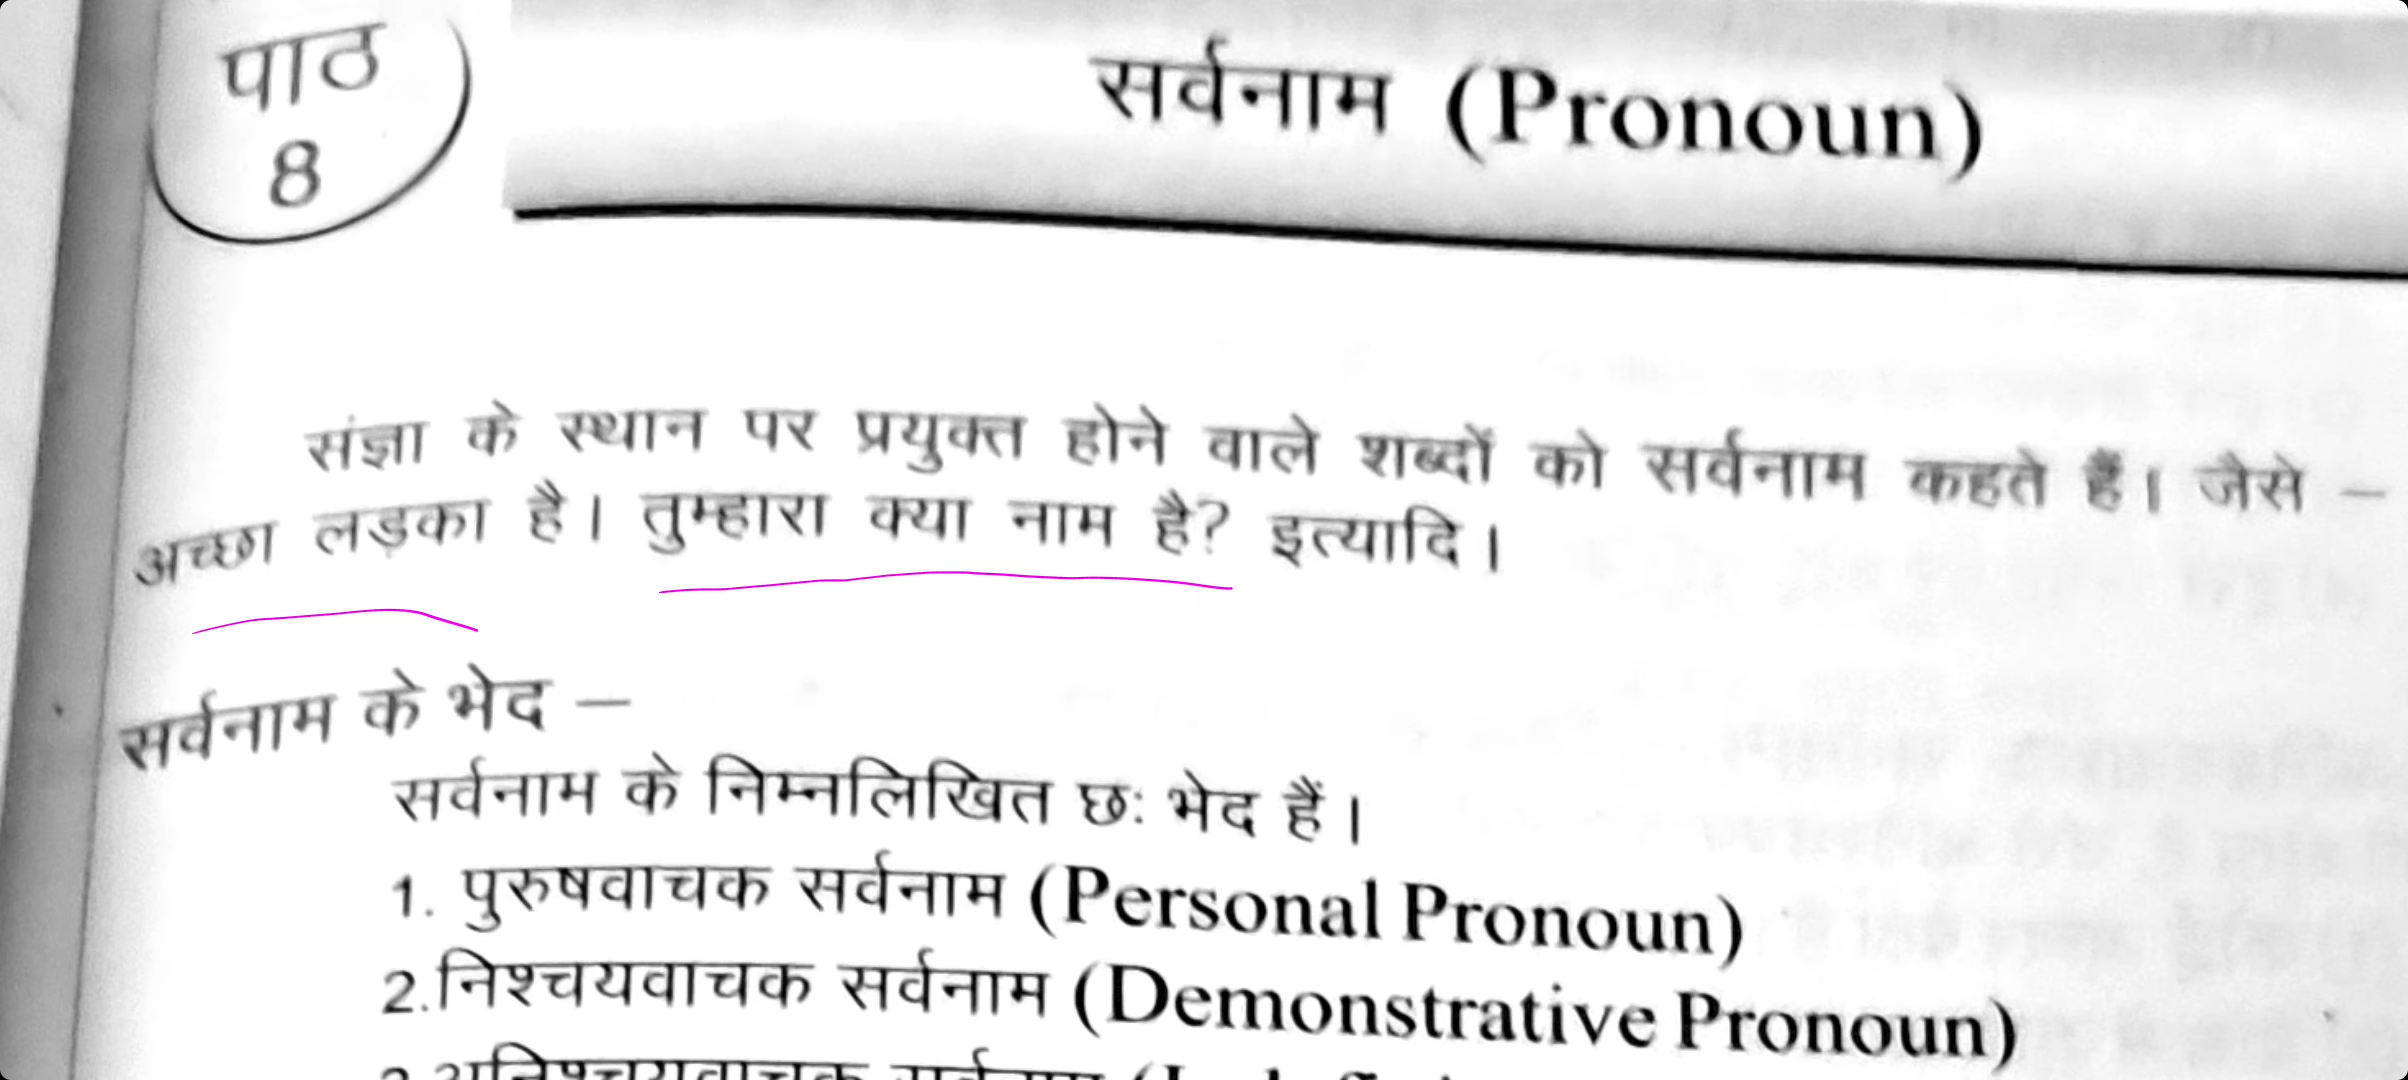 पाठ
8
सर्वनाम (Pronoun)
संज्ञा के स्थान पर प्रयुक्त होने वाले शब्दों को सर्वनाम कहते हैं। जैसे –
अच्छा लड़का है। तुम्हारा क्या नाम है? इत्यादि।
सर्वनाम के भेद –
सर्वनाम के निम्नलिखित छः भेद हैं।
1. पुरुषवाचक सर्वनाम (Personal Pronoun)
2.निश्चयवाचक सर्वनाम (Demonstrative Pronoun)